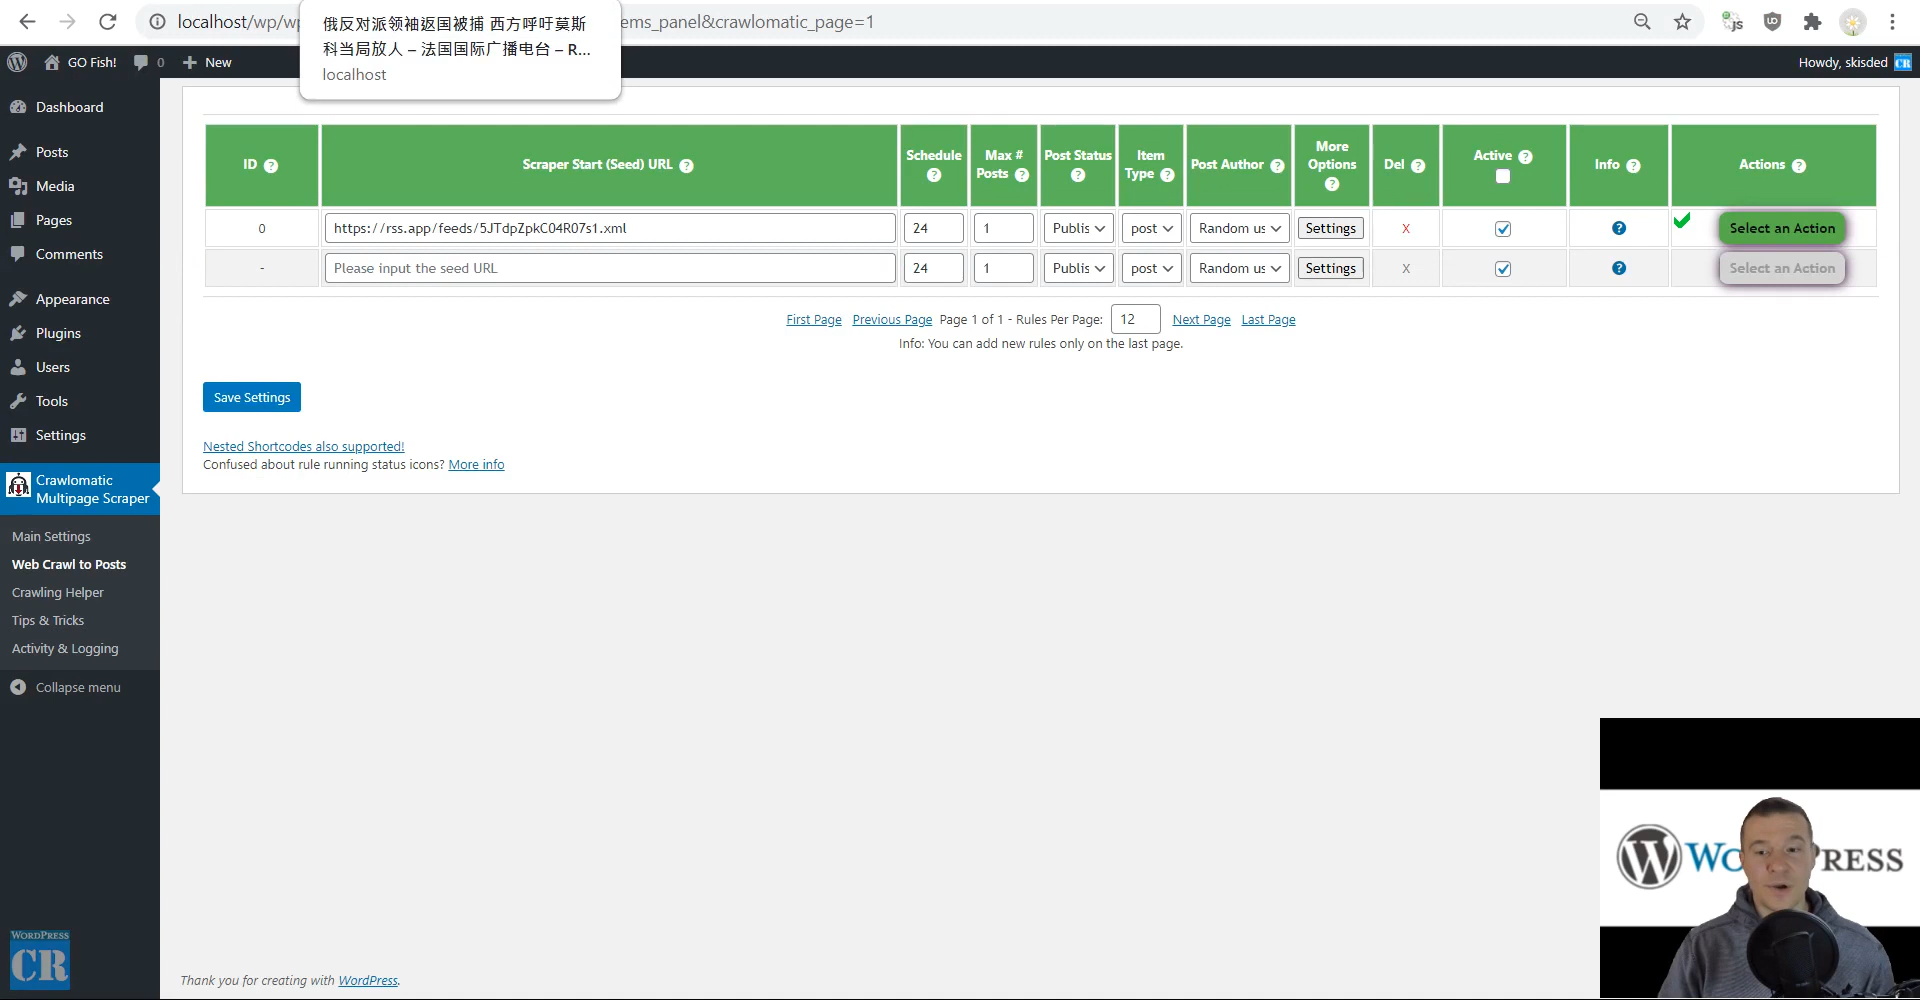 localhost/wp/wp
ems_panel&crawlomatic_page=1
俄反对派领袖返国被捕 西方呼吁莫斯
科当局放人 – 法国国际广播电台 – R...
localhost
GO Fish!
0
New
Howdy, skisded
CR
Dashboard
Posts
Media
Pages
Comments
Appearance
Plugins
Users
Tools
Settings
Crawlomatic
Multipage Scraper
Main Settings
Web Crawl to Posts
Crawling Helper
Tips & Tricks
Activity & Logging
Collapse menu
ID
Scraper Start (Seed) URL
Schedule
Max #
Posts
Post Status
Item
Type
Post Author
More
Options
Del
Active
Info
Actions
0
https://rss.app/feeds/5JTdpZpkC04R07s1.xml
24
1
Publis
post
Random us
Settings
X
Select an Action
-
Please input the seed URL
24
1
Publis
post
Random us
Settings
X
Select an Action
First Page Previous Page Page 1 of 1 - Rules Per Page: 12 Next Page Last Page
Info: You can add new rules only on the last page.
Save Settings
Nested Shortcodes also supported!
Confused about rule running status icons? More info
WORDPRESS
CR
Thank you for creating with WordPress.
WO
RESS